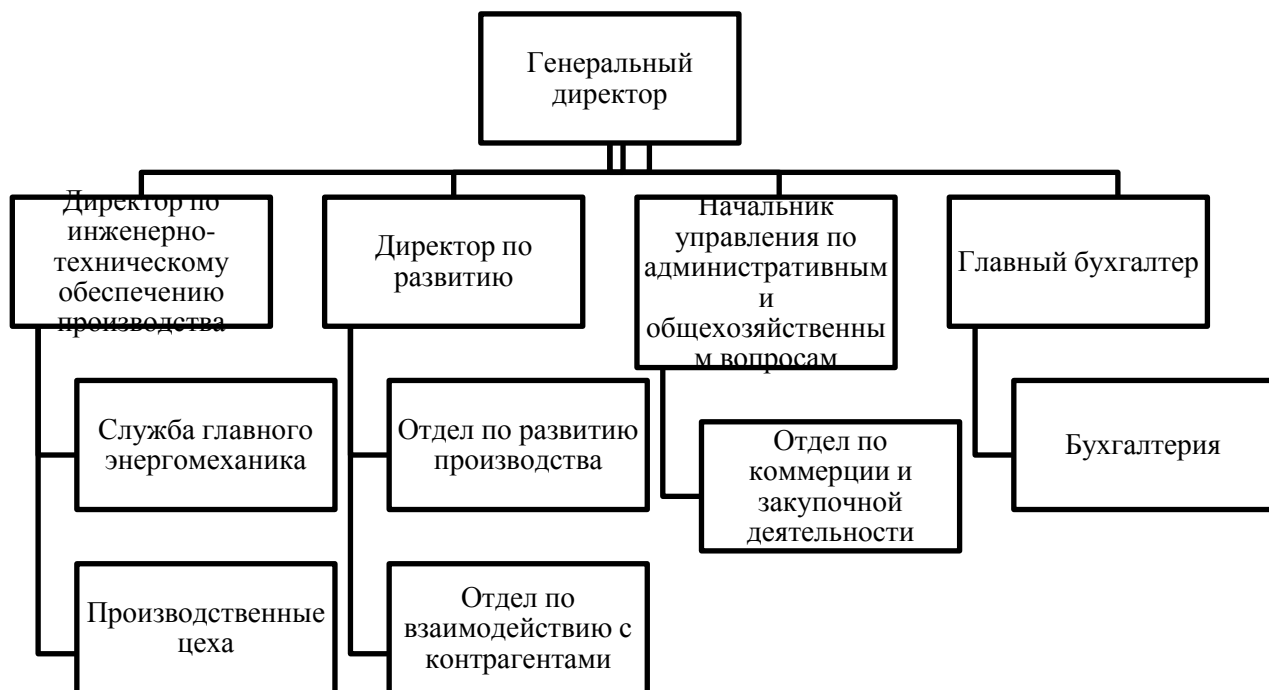 Генеральный
директор
Директор по
инженерно-
техническому
обеспечению
производства
Директор по
развитию
Начальник
управления по
административным
и
общехозяйственны
м вопросам
Главный бухгалтер
Служба главного
энергомеханика
Отдел по развитию
производства
Отдел по
коммерции и
закупочной
деятельности
Бухгалтерия
Производственные
цеха
Отдел по
взаимодействию с
контрагентами